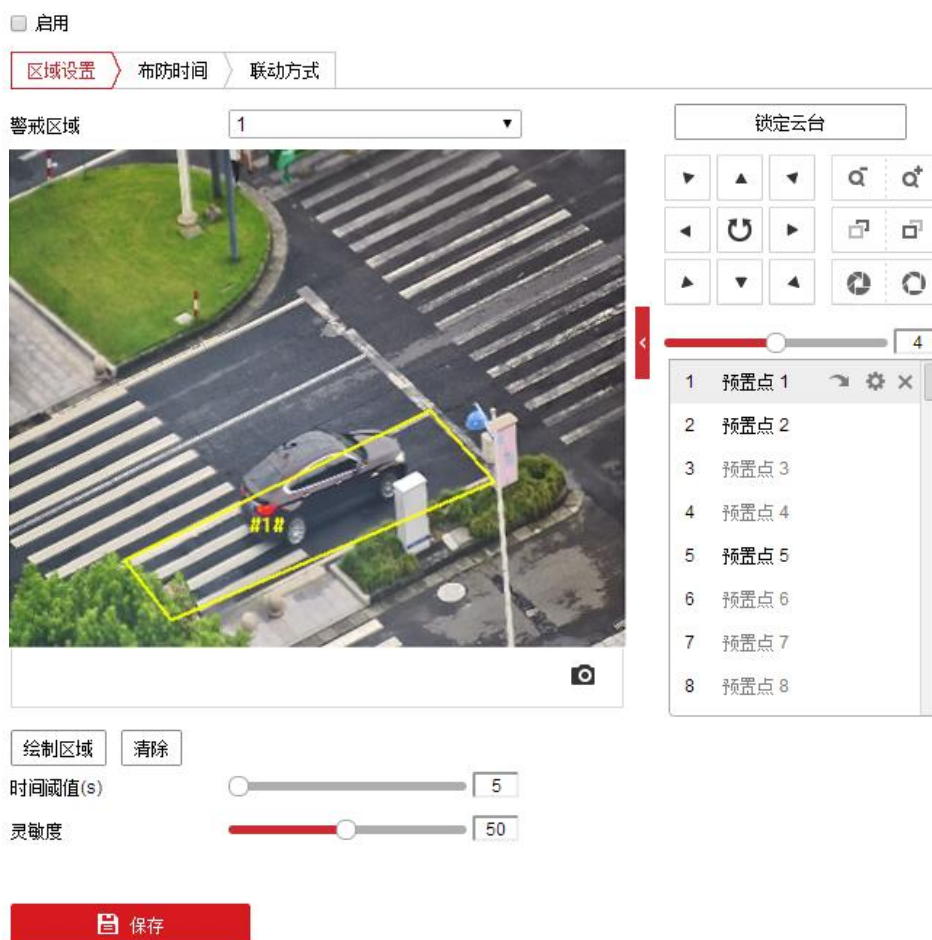 启用
区域设置 布防时间 联动方式
警戒区域 1 锁定云台
4
1 预置点 1
2 预置点 2
3 预置点 3
4 预置点 4
5 预置点 5
6 预置点 6
7 预置点 7
8 预置点 8
#1#
绘制区域 清除
时间阈值(s) 5
灵敏度 50
保存